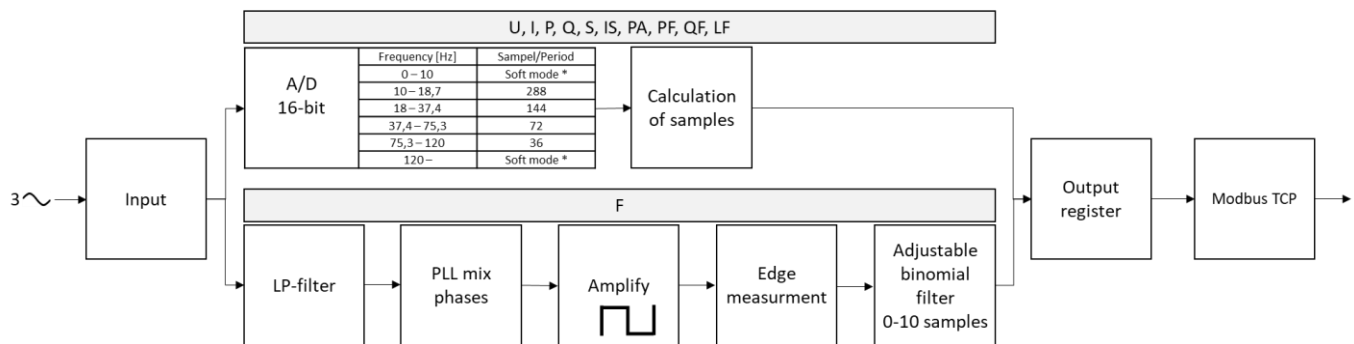 U, I, P, Q, S, IS, PA, PF, QF, LF
A/D
16-bit
Frequency [Hz] Sampel/Period
0 – 10 Soft mode *
10 – 18,7 288
18 – 37,4 144
37,4 – 75,3 72
75,3 – 120 36
120 – Soft mode *
Calculation
of samples
3
Input
Output
register
Modbus TCP
F
LP-filter
PLL mix
phases
Amplify
Edge
measurment
Adjustable
binomial
filter
0-10 samples